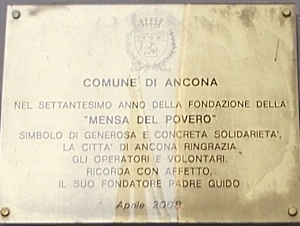 COMUNE DI ANCONA
NEL SETTANTESIMO ANNO DELLA FONDAZIONE DELLA
"MENSA DEL POVERO"
SIMBOLO DI GENEROSA E CONCRETA SOLIDARIETA',
LA CITTA' DI ANCONA RINGRAZIA
GLI OPERATORI E VOLONTARI.
RICORDA CON AFFETTO,
IL SUO FONDATORE PADRE GUIDO
Aprile 2008